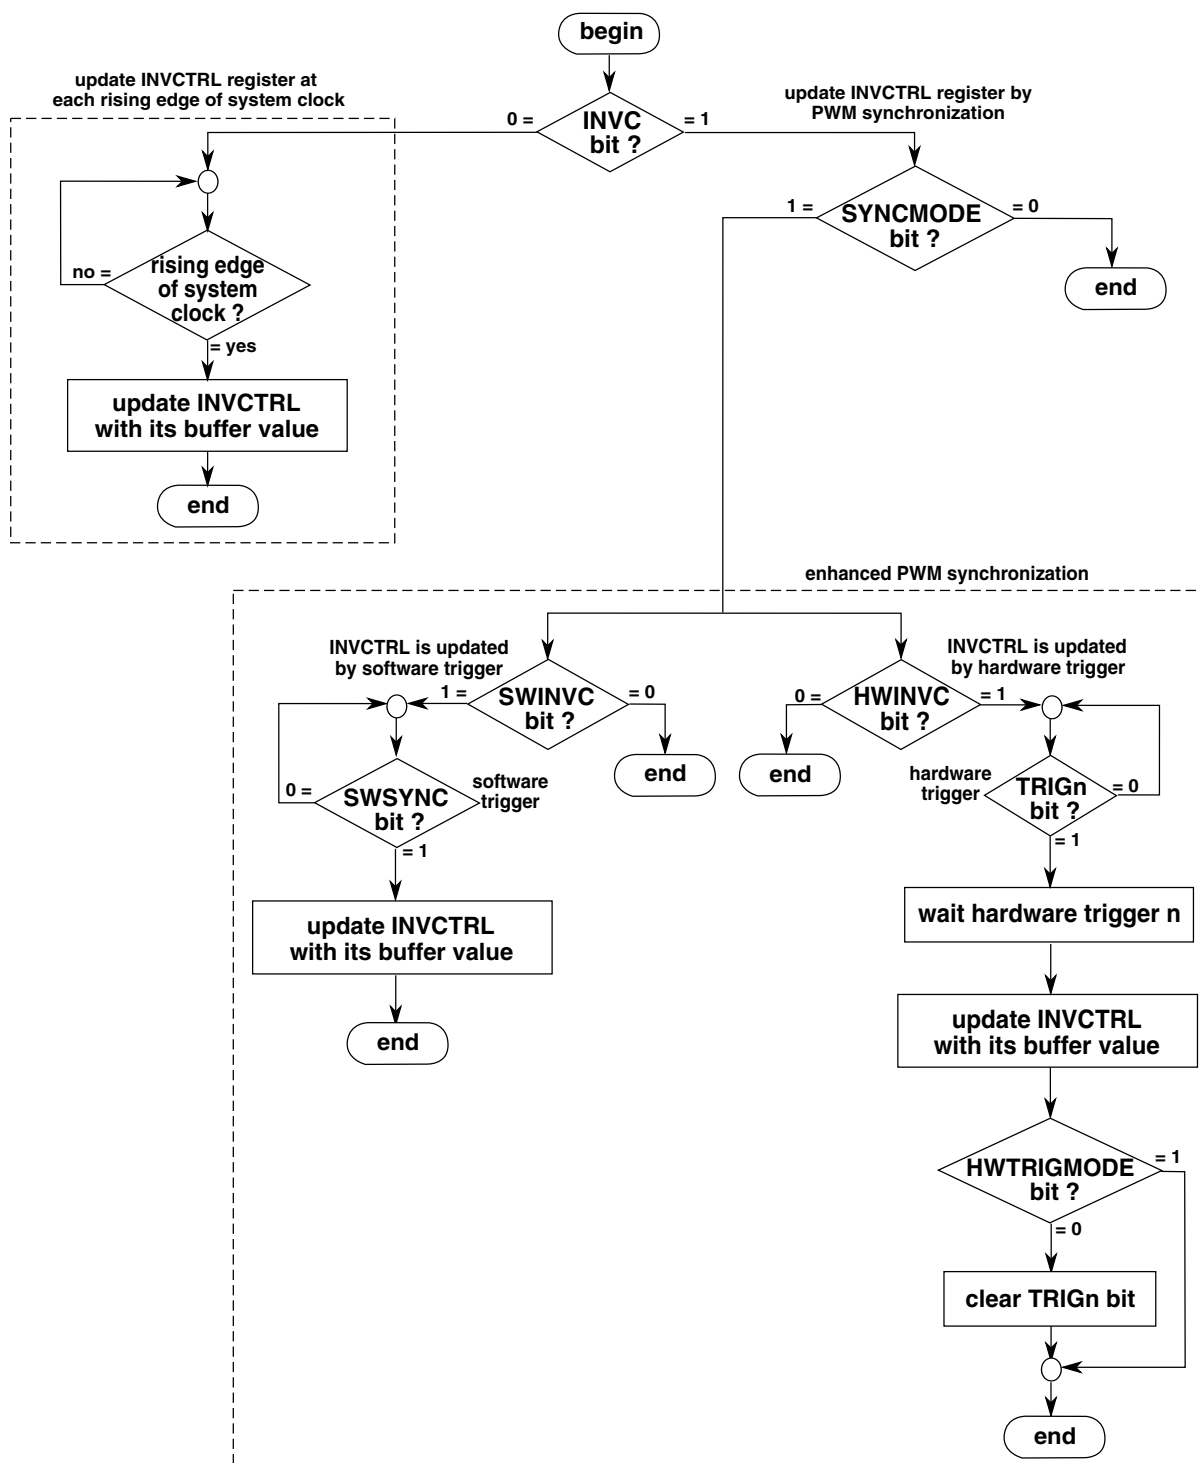 begin
update INVCTRL register at
each rising edge of system clock
update INVCTRL register by
PWM synchronization
0 =
INVC
bit ?
= 1
1 =
SYNCMODE
bit ?
= 0
end
no =
rising edge
of system
clock ?
= yes
update INVCTRL
with its buffer value
end
enhanced PWM synchronization
INVCTRL is updated
by software trigger
INVCTRL is updated
by hardware trigger
1 =
SWINVC
bit ?
= 0
end
0 =
HWINVC
bit ?
= 1
end
0 =
SWSYNC
bit ?
software
trigger
= 1
hardware
trigger
TRIGn
bit ?
= 0
= 1
update INVCTRL
with its buffer value
end
wait hardware trigger n
update INVCTRL
with its buffer value
HWTRIGMODE
bit ?
= 1
= 0
clear TRIGn bit
end